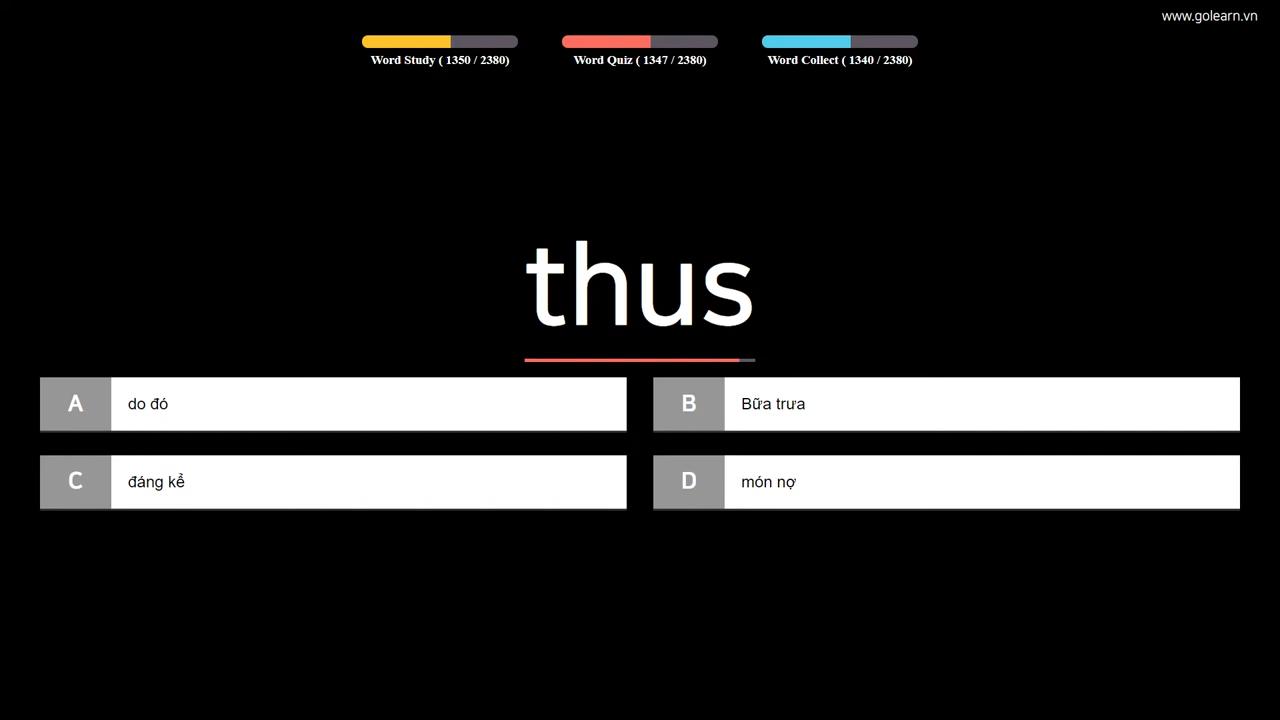 www.golearn.vn
Word Study ( 1350 / 2380)
Word Quiz ( 1347 / 2380)
Word Collect ( 1340 / 2380)
thus
A do đó
B Bữa trưa
C đáng kể
D món nợ